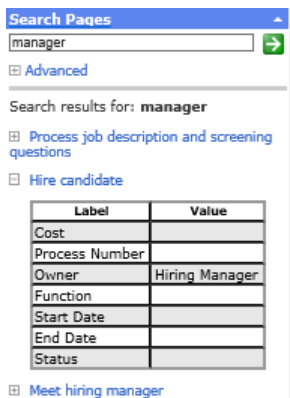 Search Pages
manager
Advanced
Search results for: manager
Process job description and screening
questions
Hire candidate
Label Value
Cost
Process Number
Owner Hiring Manager
Function
Start Date
End Date
Status
Meet hiring manager